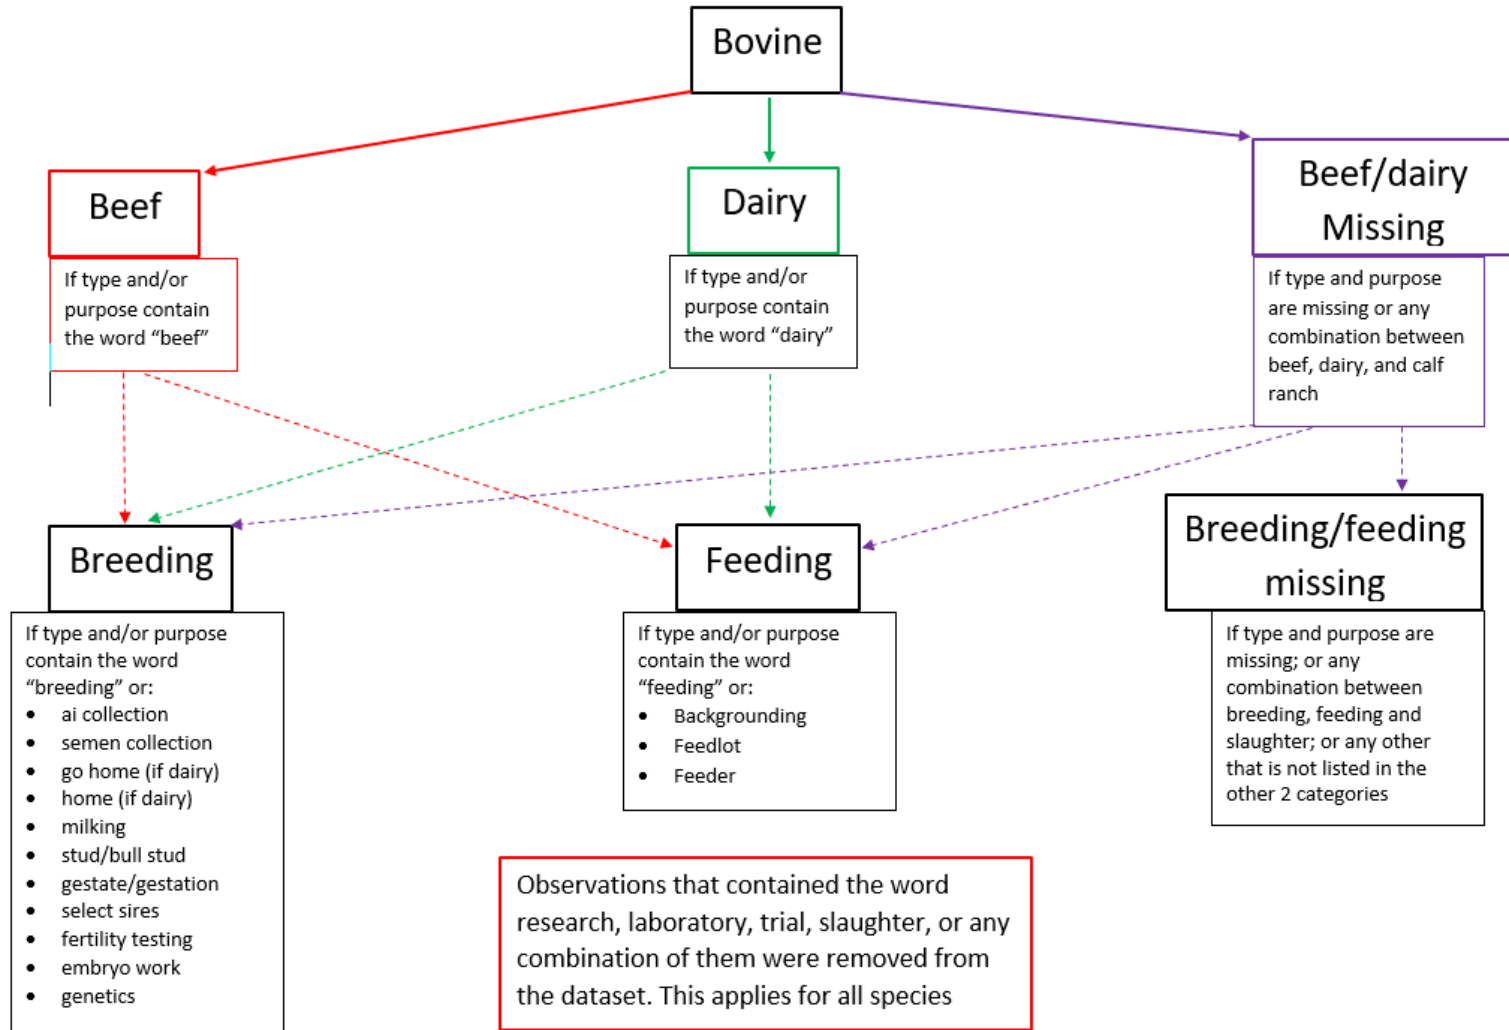 Bovine
Beef
Dairy
Beef/dairy
Missing
If type and/or
purpose contain
the word “beef”
If type and/or
purpose contain
the word “dairy”
If type and purpose
are missing or any
combination between
beef, dairy, and calf
ranch
Breeding
Feeding
Breeding/feeding
missing
If type and/or purpose
contain the word
“breeding” or:
• ai collection
• semen collection
• go home (if dairy)
• home (if dairy)
• milking
• stud/bull stud
• gestate/gestation
• select sires
• fertility testing
• embryo work
• genetics
If type and/or purpose
contain the word
“feeding” or:
• Backgrounding
• Feedlot
• Feeder
If type and purpose are
missing; or any
combination between
breeding, feeding and
slaughter; or any other
that is not listed in the
other 2 categories
Observations that contained the word
research, laboratory, trial, slaughter, or any
combination of them were removed from
the dataset. This applies for all species